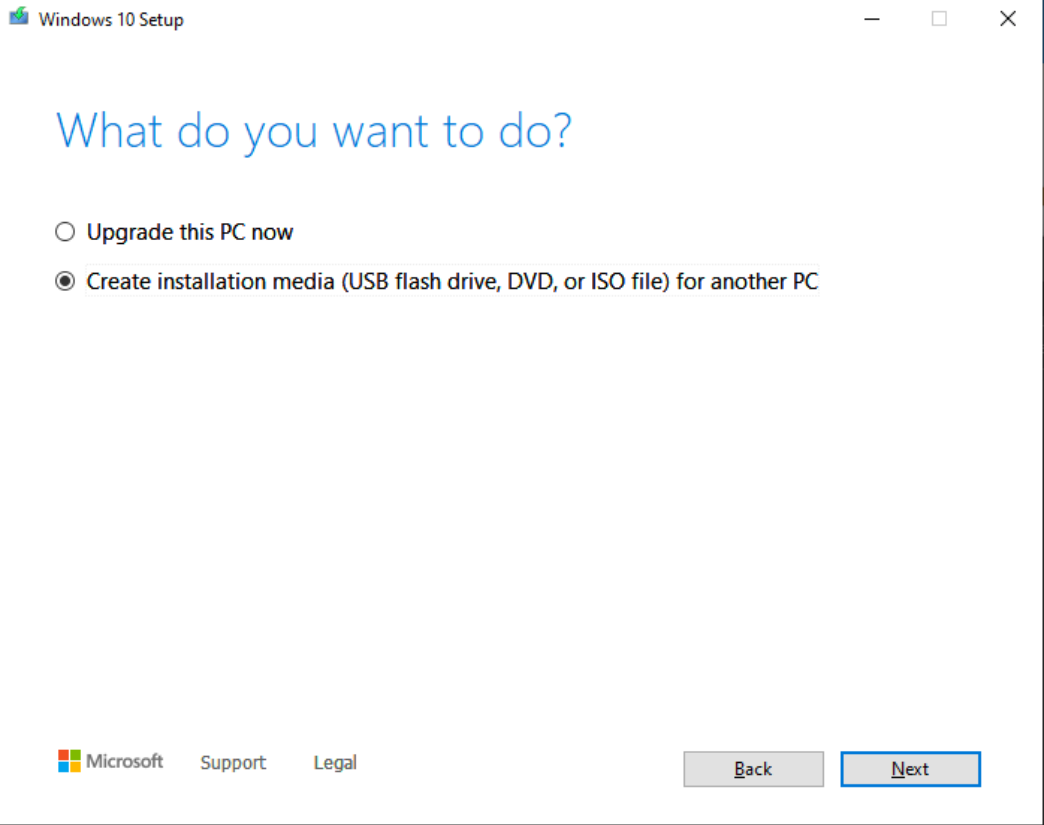 Windows 10 Setup
What do you want to do?
Upgrade this PC now
Create installation media (USB flash drive, DVD, or ISO file) for another PC
Microsoft Support Legal Back Next